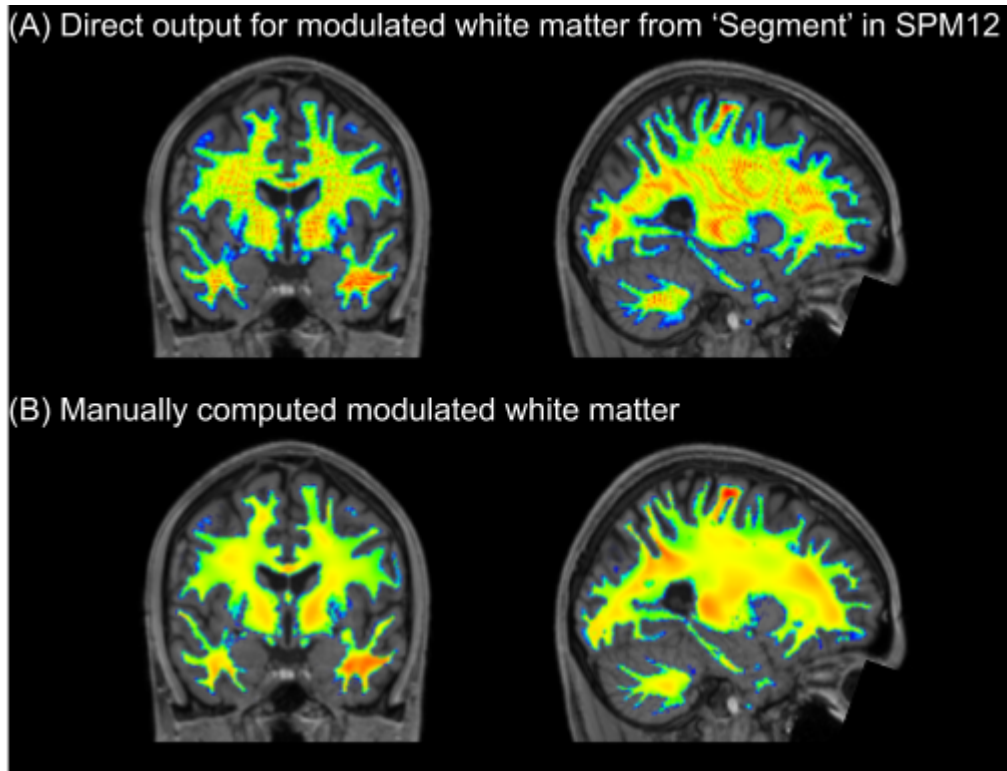 (A) Direct output for modulated white matter from ‘Segment’ in SPM12
(B) Manually computed modulated white matter